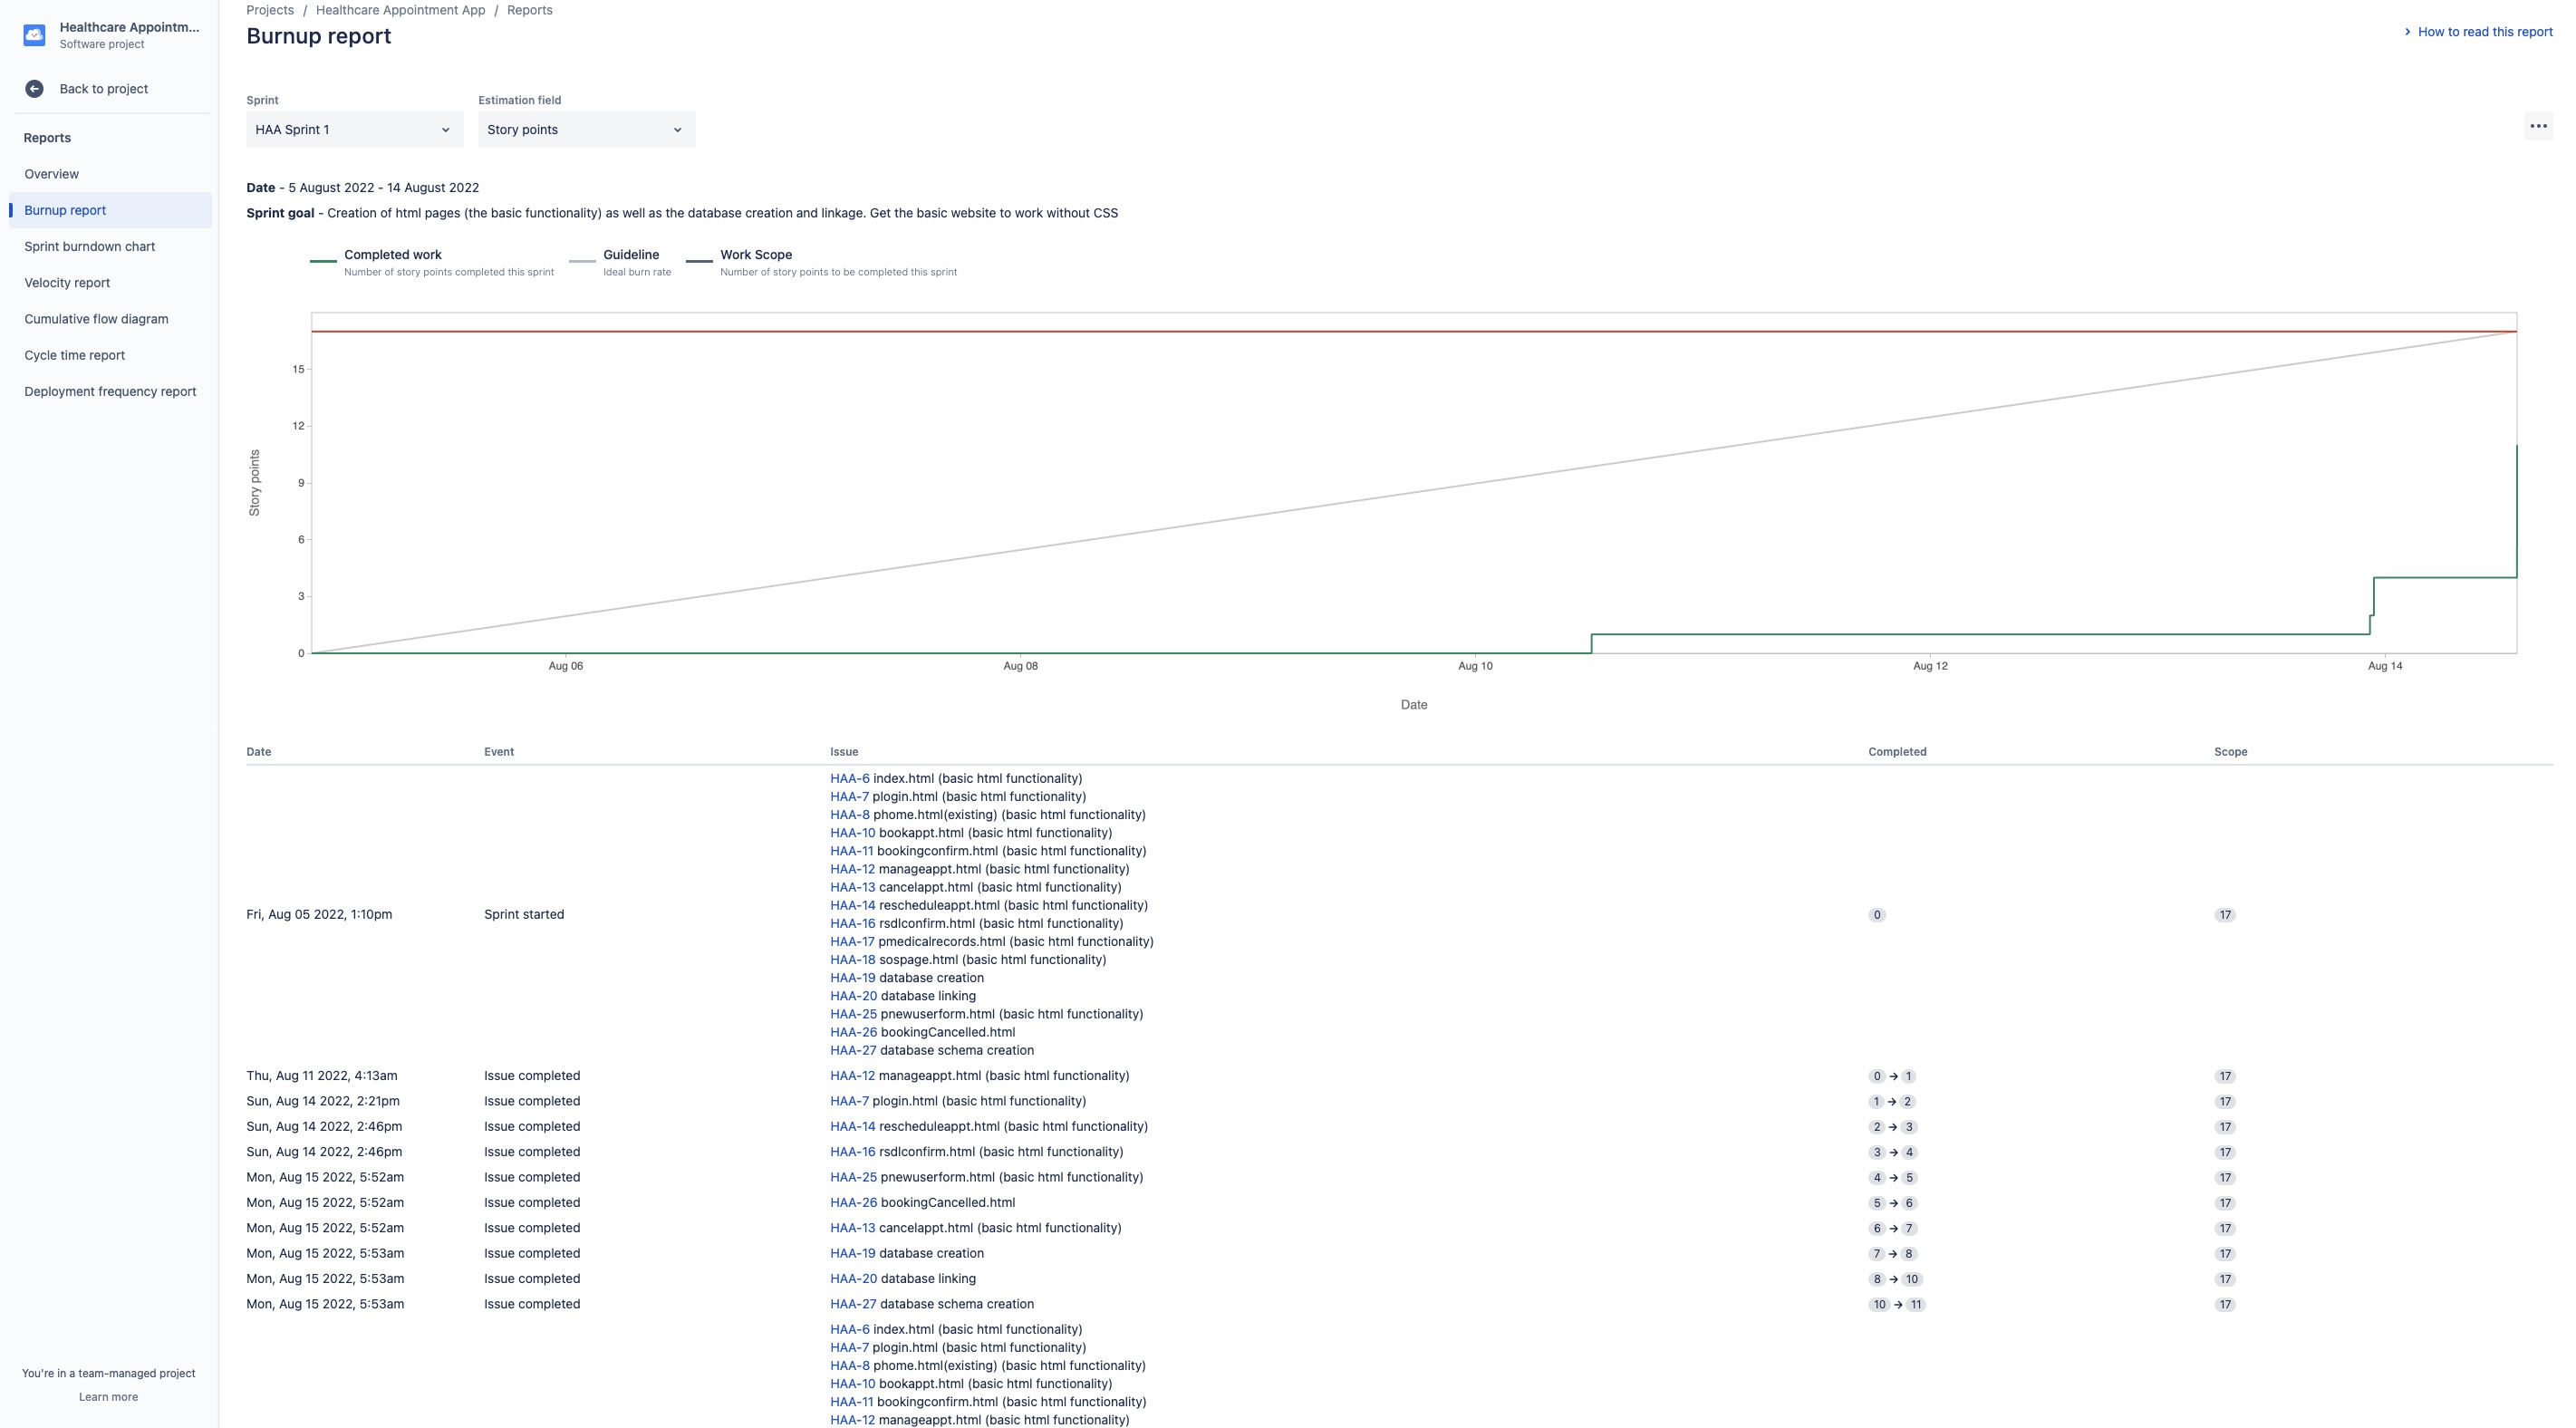 Healthcare Appointm...
Software project
Back to project
Reports
Overview
Burnup report
Sprint burndown chart
Velocity report
Cumulative flow diagram
Cycle time report
Deployment frequency report
You're in a team-managed project
Learn more
Projects / Healthcare Appointment App / Reports
Burnup report
How to read this report
Sprint Estimation field
HAA Sprint 1 Story points
Date - 5 August 2022 - 14 August 2022
Sprint goal - Creation of html pages (the basic functionality) as well as the database creation and linkage. Get the basic website to work without CSS
Completed work Guideline Work Scope
Number of story points completed this sprint Ideal burn rate Number of story points to be completed this sprint
15
12
9
6
3
0
Story points
Aug 06 Aug 08 Aug 10 Aug 12 Aug 14
Date
Date Event Issue Completed Scope
HAA-6 index.html (basic html functionality)
HAA-7 plogin.html (basic html functionality)
HAA-8 phome.html(existing) (basic html functionality)
HAA-10 bookappt.html (basic html functionality)
HAA-11 bookingconfirm.html (basic html functionality)
HAA-12 manageappt.html (basic html functionality)
HAA-13 cancelappt.html (basic html functionality)
HAA-14 rescheduleappt.html (basic html functionality)
Fri, Aug 05 2022, 1:10pm Sprint started 0 17
HAA-16 rsdlconfirm.html (basic html functionality)
HAA-17 pmedicalrecords.html (basic html functionality)
HAA-18 sospage.html (basic html functionality)
HAA-19 database creation
HAA-20 database linking
HAA-25 pnewuserform.html (basic html functionality)
HAA-26 bookingCancelled.html
HAA-27 database schema creation
Thu, Aug 11 2022, 4:13am Issue completed HAA-12 manageappt.html (basic html functionality) 0 → 1 17
Sun, Aug 14 2022, 2:21pm Issue completed HAA-7 plogin.html (basic html functionality) 1 → 2 17
Sun, Aug 14 2022, 2:46pm Issue completed HAA-14 rescheduleappt.html (basic html functionality) 2 → 3 17
Sun, Aug 14 2022, 2:46pm Issue completed HAA-16 rsdlconfirm.html (basic html functionality) 3 → 4 17
Mon, Aug 15 2022, 5:52am Issue completed HAA-25 pnewuserform.html (basic html functionality) 4 → 5 17
Mon, Aug 15 2022, 5:52am Issue completed HAA-26 bookingCancelled.html 5 → 6 17
Mon, Aug 15 2022, 5:52am Issue completed HAA-13 cancelappt.html (basic html functionality) 6 → 7 17
Mon, Aug 15 2022, 5:53am Issue completed HAA-19 database creation 7 → 8 17
Mon, Aug 15 2022, 5:53am Issue completed HAA-20 database linking 8 → 10 17
Mon, Aug 15 2022, 5:53am Issue completed HAA-27 database schema creation 10 → 11 17
HAA-6 index.html (basic html functionality)
HAA-7 plogin.html (basic html functionality)
HAA-8 phome.html(existing) (basic html functionality)
HAA-10 bookappt.html (basic html functionality)
HAA-11 bookingconfirm.html (basic html functionality)
HAA-12 manageappt.html (basic html functionality)